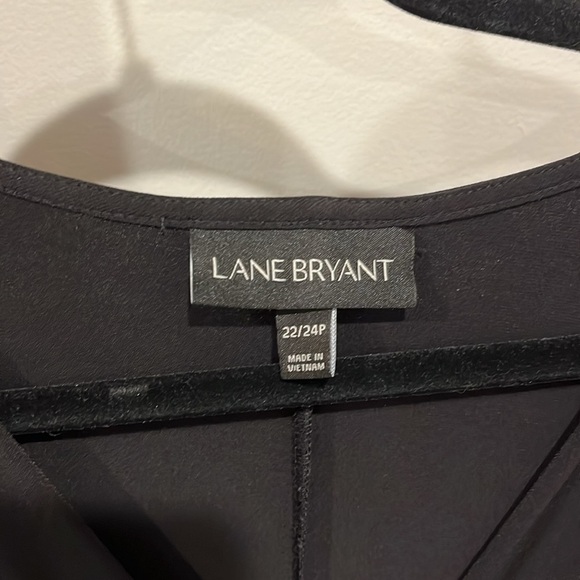 LANE BRYANT
22/24P
MADE IN
VIETNAM